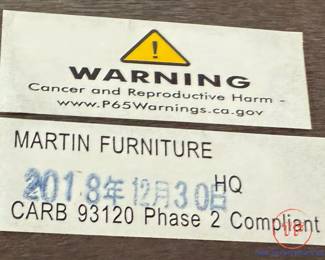 WARNING
Cancer and Reproductive Harm -
www.P65Warnings.ca.gov
MARTIN FURNITURE
2018年12月30日
HQ
CARB 93120 Phase 2 Compliant